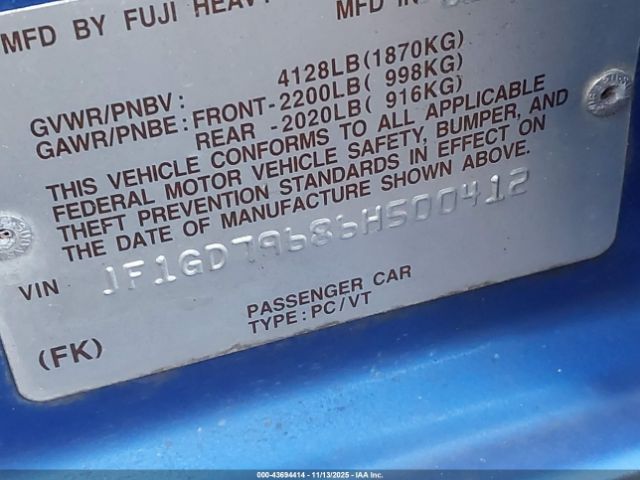 MFD BY FUJI HEAV MFD IN
GVWR/PNBV: 4128LB(1870KG)
GAWR/PNBE: FRONT-2200LB( 998KG)
REAR -2020LB( 916KG)
THIS VEHICLE CONFORMS TO ALL APPLICABLE
FEDERAL MOTOR VEHICLE SAFETY, BUMPER, AND
THEFT PREVENTION STANDARDS IN EFFECT ON
THE DATE OF MANUFACTURE SHOWN ABOVE.
VIN JF1GD79686H500412
PASSENGER CAR
TYPE: PC/VT
(FK)
000-43694414 - 11/13/2025 - IAA Inc.